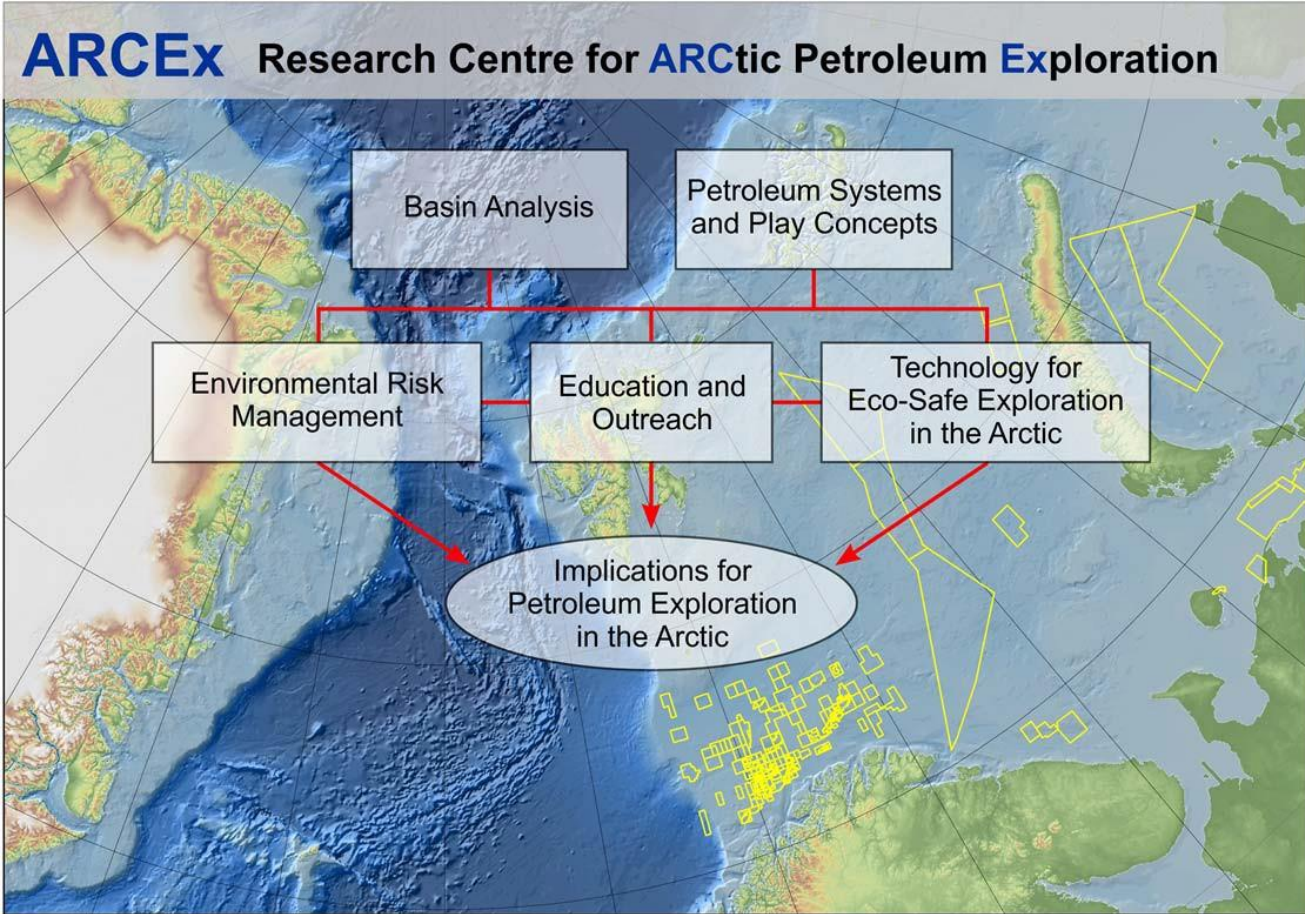 ARCEx Research Centre for ARCtic Petroleum Exploration
Basin Analysis
Petroleum Systems
and Play Concepts
Environmental Risk
Management
Education and
Outreach
Technology for
Eco-Safe Exploration
in the Arctic
Implications for
Petroleum Exploration
in the Arctic